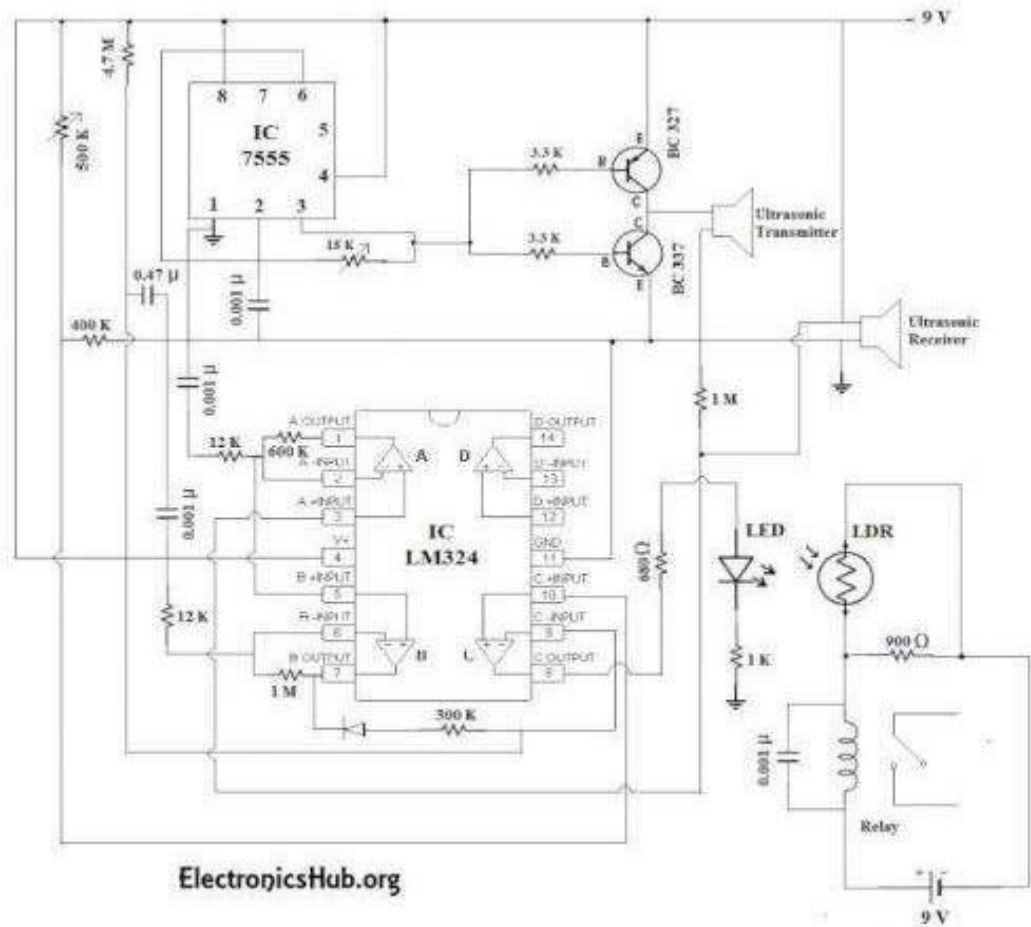 - 9 V
4.7 M
500 K
8 7 6
IC
7555
5
4
1 2 3
3.3 K
BC 327
E
B
C
C
3.3 K
B
E
BC 337
15 K
Ultrasonic
Transmitter
0.47 µ
0.001 µ
400 K
Ultrasonic
Receiver
0.001 µ
1 M
A OUTPUT
D OUTPUT
12 K
600 K
1
14
A -INPUT
A
D
D -INPUT
2
13
A +INPUT
D +INPUT
3
12
0.001 µ
IC
LM324
V+
GND
4
11
680 Ω
LED
LDR
B +INPUT
C +INPUT
5
10
12 K
B -INPUT
C -INPUT
6
9
B OUTPUT
B
C
C OUTPUT
7
8
1 M
1 K
900 Ω
300 K
0.001 µ
Relay
ElectronicsHub.org
+ -
9 V